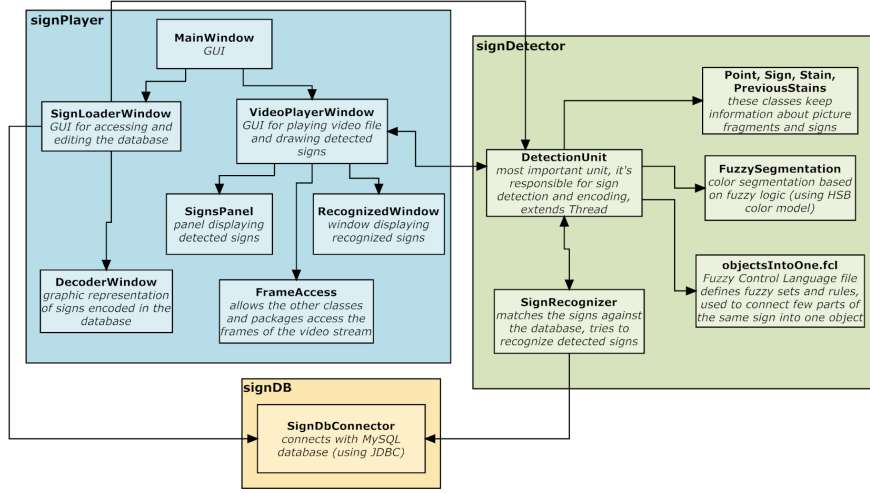 signPlayer
MainWindow
GUI
SignLoaderWindow
GUI for accessing and
editing the database
VideoPlayerWindow
GUI for playing video file
and drawing detected
signs
SignsPanel
panel displaying
detected signs
RecognizedWindow
window displaying
recognized signs
DecoderWindow
graphic representation
of signs encoded in the
database
FrameAccess
allows the other classes
and packages access the
frames of the video stream
signDetector
Point, Sign, Stain,
PreviousStains
these classes keep
information about picture
fragments and signs
DetectionUnit
most important unit, it's
responsible for sign
detection and encoding,
extends Thread
FuzzySegmentation
color segmentation based
on fuzzy logic (using HSB
color model)
objectsIntoOne.fcl
Fuzzy Control Language file
defines fuzzy sets and rules,
used to connect few parts of
the same sign into one object
SignRecognizer
matches the signs against
the database, tries to
recognize detected signs
signDB
SignDbConnector
connects with MySQL
database (using JDBC)